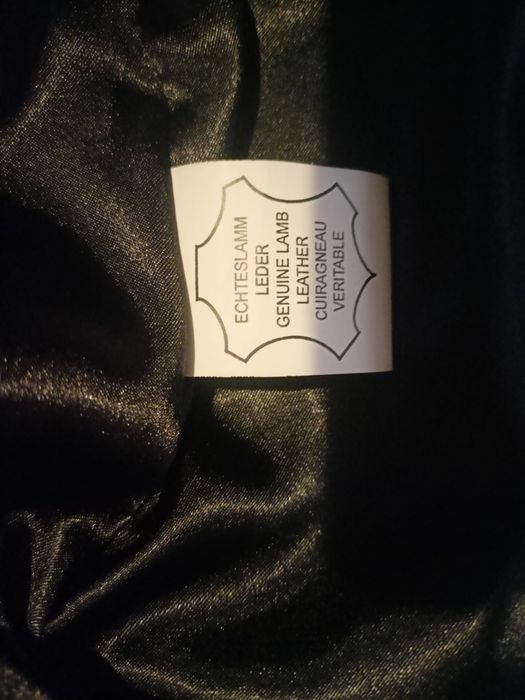 ECHTESLAMM
LEDER
GENUINE LAMB
LEATHER
CUIRAGNEAU
VERITABLE